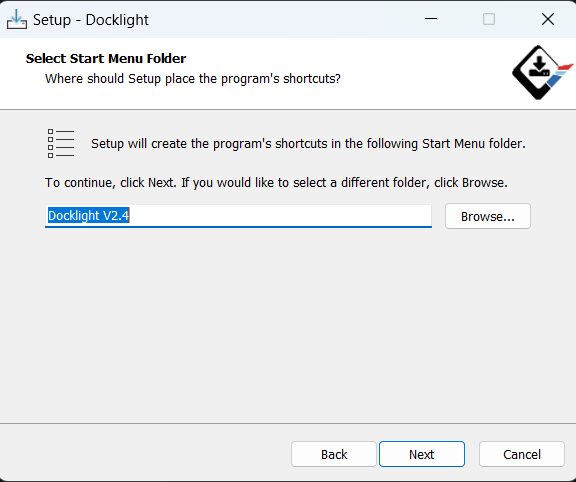 Setup - Docklight
Select Start Menu Folder
Where should Setup place the program's shortcuts?
Setup will create the program's shortcuts in the following Start Menu folder.
To continue, click Next. If you would like to select a different folder, click Browse.
Docklight V2.4
Browse...
Back
Next
Cancel